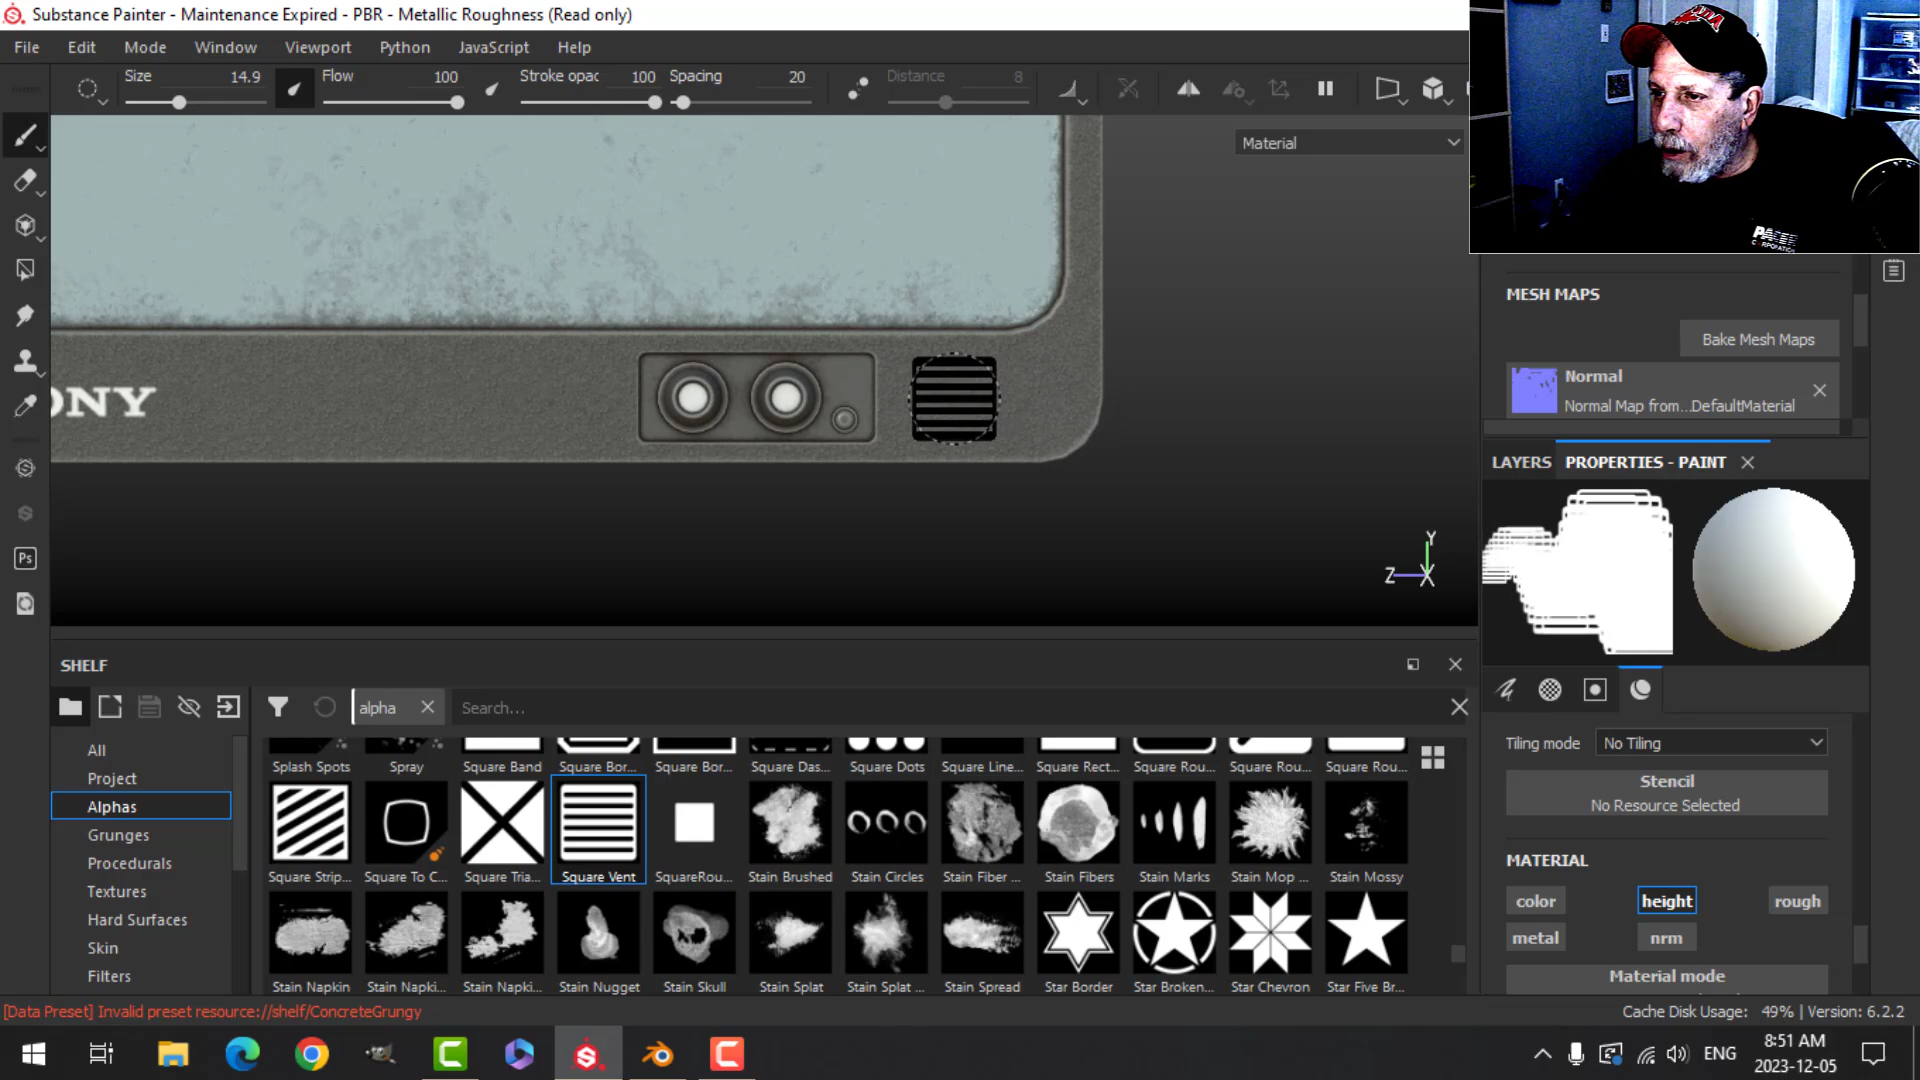 Substance Painter - Maintenance Expired - PBR - Metallic Roughness (Read only)
File Edit Mode Window Viewport Python JavaScript Help
Size 14.9 Flow 100 Stroke opac 100 Spacing 20 Distance 8
Material
PACER
CORPORATION
MESH MAPS
Bake Mesh Maps
Normal
Normal Map from...DefaultMaterial
ONY
LAYERS PROPERTIES - PAINT
Y
Z X
SHELF
alpha Search...
All
Project
Alphas
Grunges
Procedurals
Textures
Hard Surfaces
Skin
Filters
Splash Spots Spray Square Band Square Bor... Square Bor... Square Das... Square Dots Square Line... Square Rect... Square Rou... Square Rou... Square Rou...
Square Strip... Square To C... Square Tria... Square Vent SquareRou... Stain Brushed Stain Circles Stain Fiber ... Stain Fibers Stain Marks Stain Mop ... Stain Mossy
Stain Napkin Stain Napki... Stain Napki... Stain Nugget Stain Skull Stain Splat Stain Splat ... Stain Spread Star Border Star Broken... Star Chevron Star Five Br...
Tiling mode No Tiling
Stencil
No Resource Selected
MATERIAL
color height rough
metal nrm
Material mode
[Data Preset] Invalid preset resource://shelf/ConcreteGrungy
Cache Disk Usage: 49% | Version: 6.2.2
Ps
ENG
8:51 AM
2023-12-05